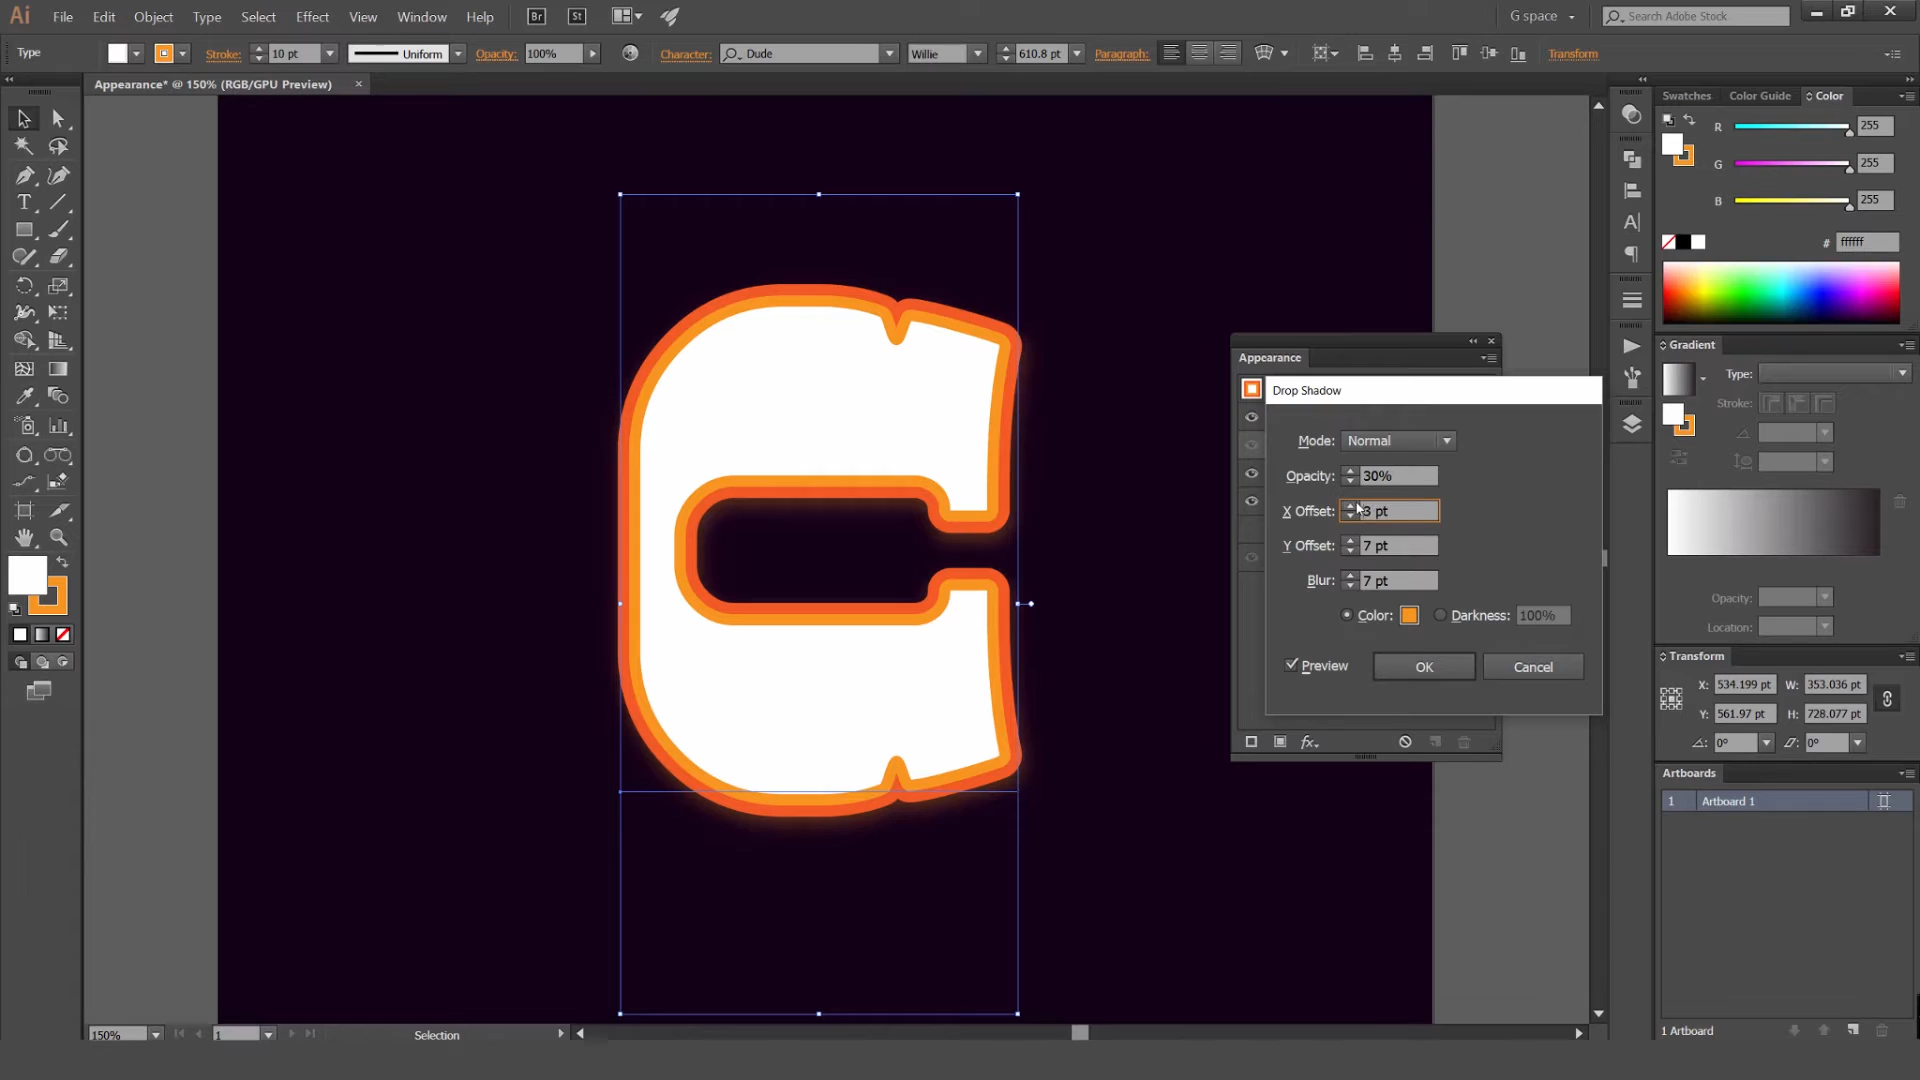 Ai File Edit Object Type Select Effect View Window Help Br St G space Search Adobe Stock
Type Stroke: 10 pt Uniform Opacity: 100% Character: Dude Willie 610.8 pt Paragraph: Transform
Appearance* @ 150% (RGB/GPU Preview) ×
Swatches Color Guide Color
R 255
G 255
B 255
# ffffff
Gradient
Type:
Stroke:
Opacity:
Location:
Appearance
Drop Shadow
Mode: Normal
Opacity: 30%
X Offset: 3 pt
Y Offset: 7 pt
Blur: 7 pt
Color: Darkness: 100%
Preview OK Cancel
fx
Transform
X: 534.199 pt W: 353.036 pt
Y: 561.97 pt H: 728.077 pt
0° 0°
Artboards
1 Artboard 1
1 Artboard
C
150% 1 Selection